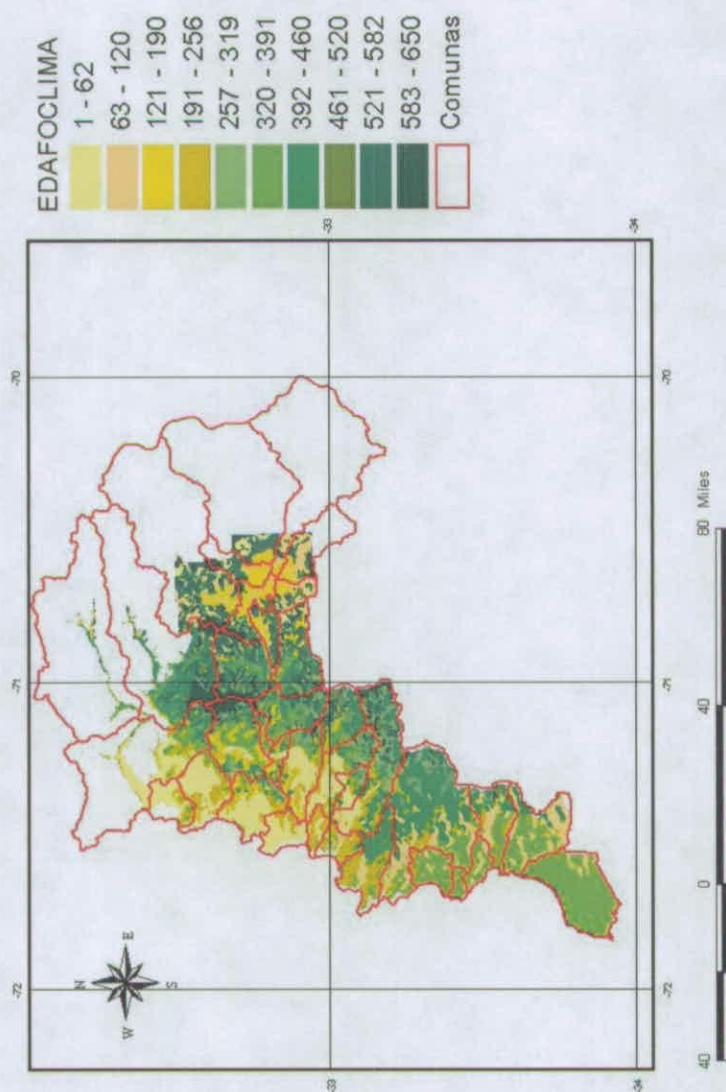 EDAFOCLIMA
1 - 62
63 - 120
121 - 190
191 - 256
257 - 319
320 - 391
392 - 460
461 - 520
521 - 582
583 - 650
Comunas
-72
-71
-70
N
W
E
S
-33
-33
-34
-34
-72
-71
-70
40
0
40
80 Miles